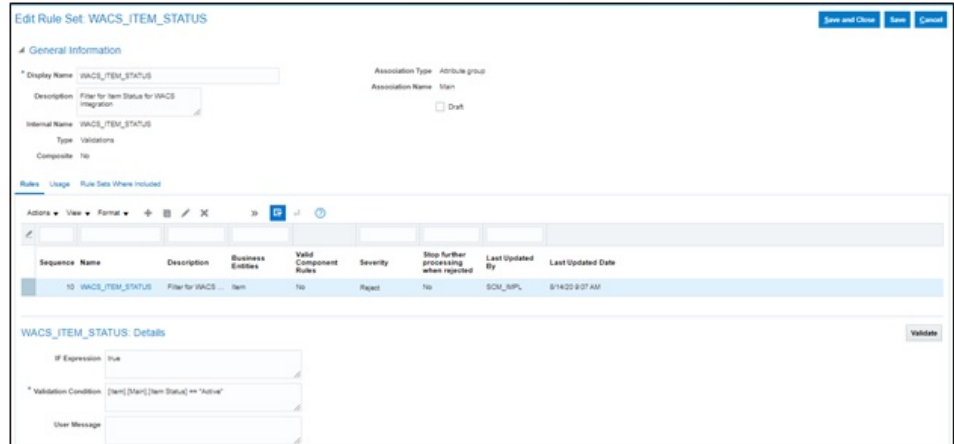 Edit Rule Set: WACS_ITEM_STATUS
Save and Close Save Cancel
General Information
* Display Name WACS_ITEM_STATUS
Association Type Attribute group
Description Filter for Item Status for WACS
Integration
Association Name Main
Draft
Internal Name WACS_ITEM_STATUS
Type Validations
Composite No
Rules Usage Rule Sets Where Included
Actions View Format
Sequence Name Description Business Entities Valid Component Rules Severity Stop further processing when rejected Last Updated By Last Updated Date
10 WACS_ITEM_STATUS Filter for WACS ... Item No Reject No SCM_IMPL 8/14/20 9:07 AM
WACS_ITEM_STATUS: Details
Validate
IF Expression true
* Validation Condition [Item].[Main].[Item Status] == "Active"
User Message